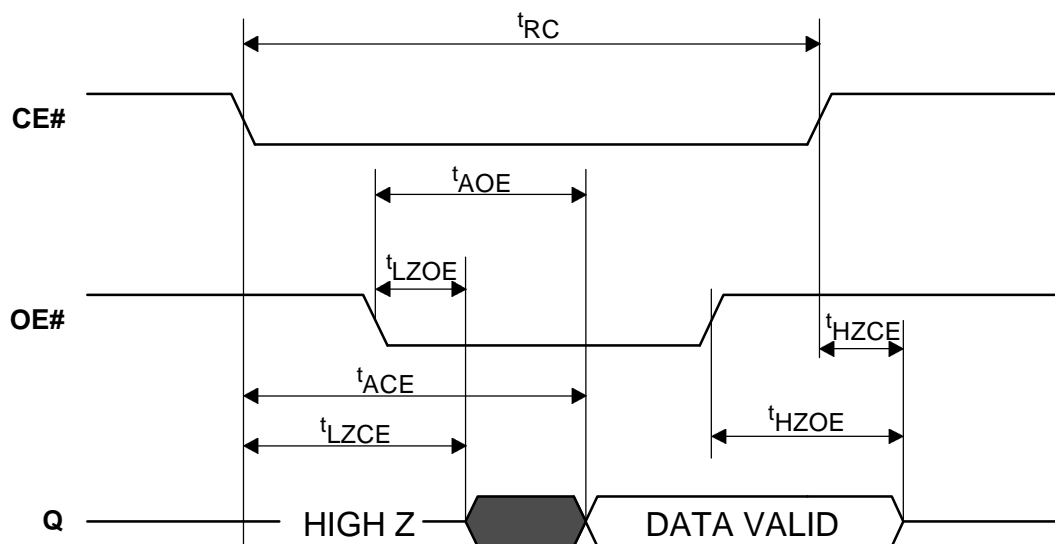 tRC
CE#
tAOE
tLZOE
OE#
tHZCE
tACE
tHZOE
tLZCE
Q
HIGH Z
DATA VALID